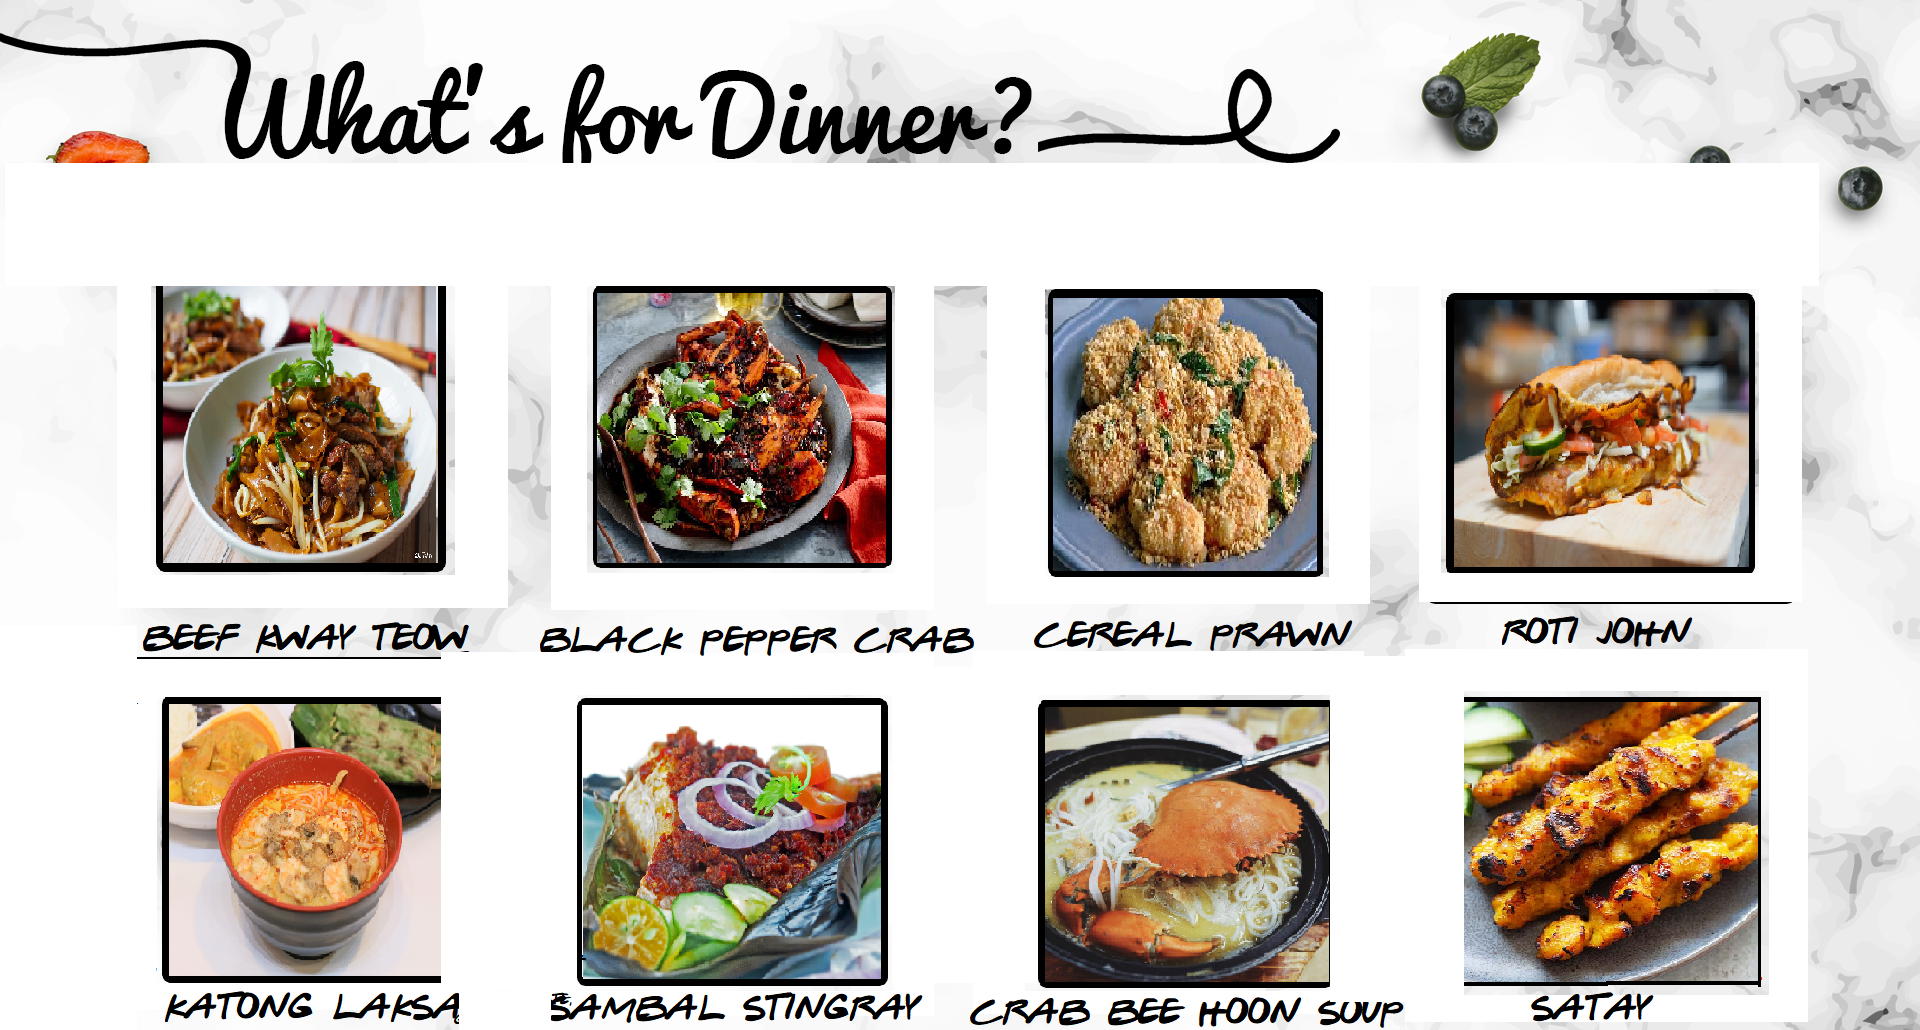 What's for Dinner?
BEEF KWAY TEOW
BLACK PEPPER CRAB
CEREAL PRAWN
ROTI JOHN
KATONG LAKSA
SAMBAL STINGRAY
CRAB BEE HOON SOUP
SATAY